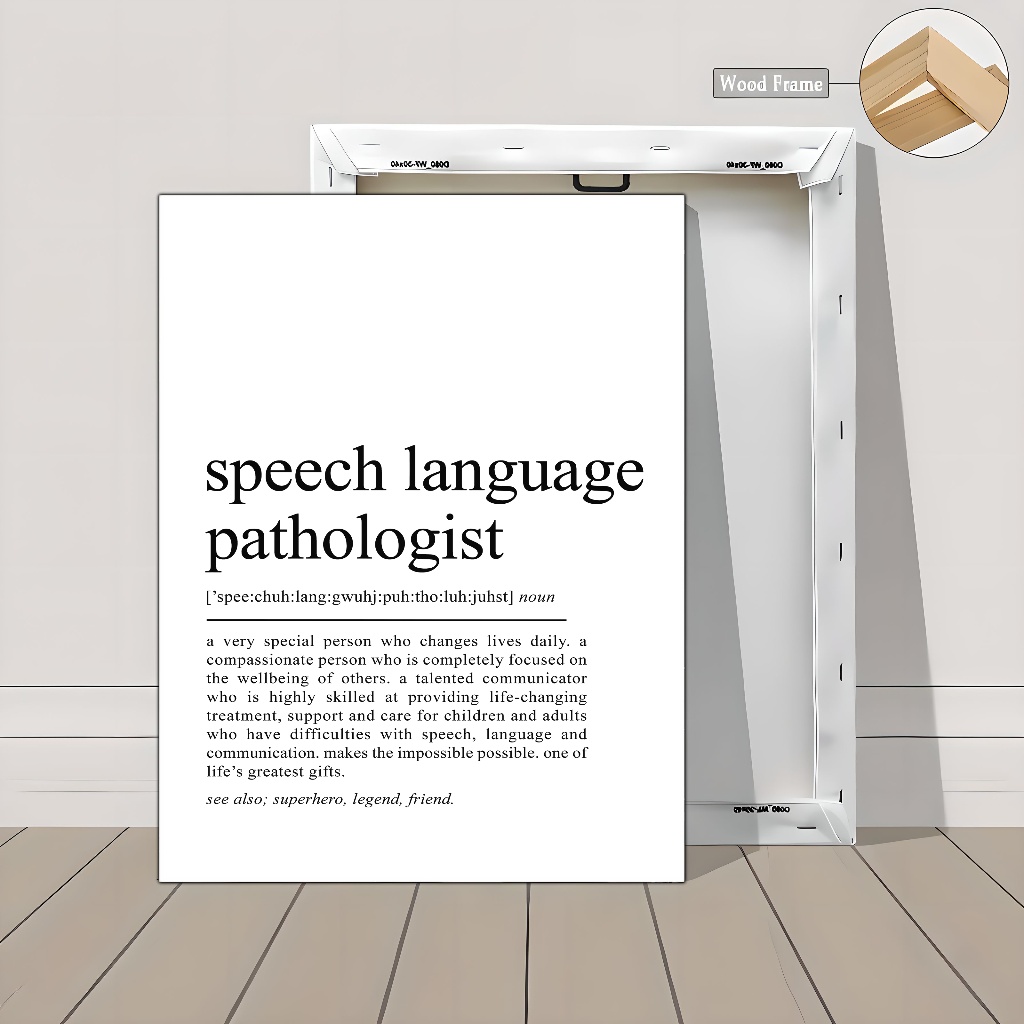 Wood Frame
speech language
pathologist
['spee:chuh:lang:gwuhj:puh:tho:luh:juhst] noun
a very special person who changes lives daily. a
compassionate person who is completely focused on
the wellbeing of others. a talented communicator
who is highly skilled at providing life-changing
treatment, support and care for children and adults
who have difficulties with speech, language and
communication. makes the impossible possible. one of
life's greatest gifts.
see also; superhero, legend, friend.